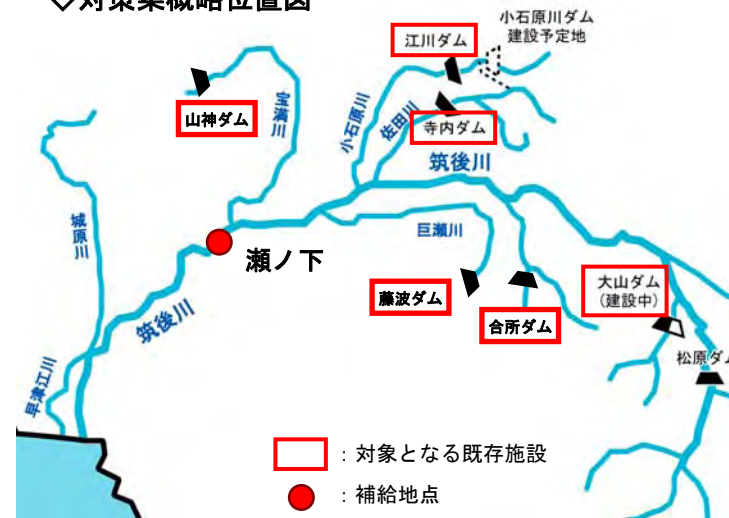 ◇対策案概略位置図
小石原川ダム
建設予定地
江川ダム
山神ダム
宝満川
小石原川
佐田川
寺内ダム
筑後川
城原川
巨瀬川
瀬ノ下
大山ダム
(建設中)
藤波ダム
合所ダム
筑後川
松原ダム
早津江川
：対象となる既存施設
：補給地点